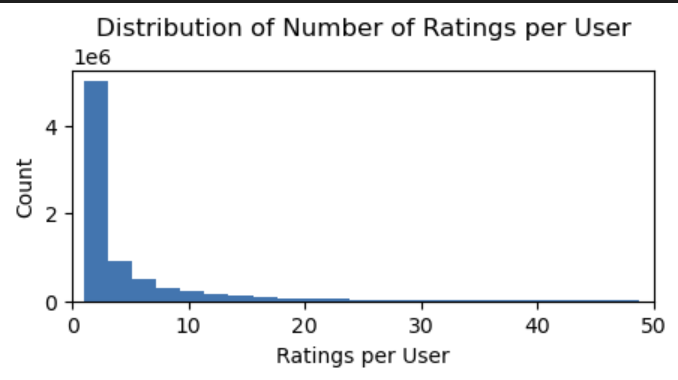 Distribution of Number of Ratings per User
1e6
4
2
0
Count
0 10 20 30 40 50
Ratings per User